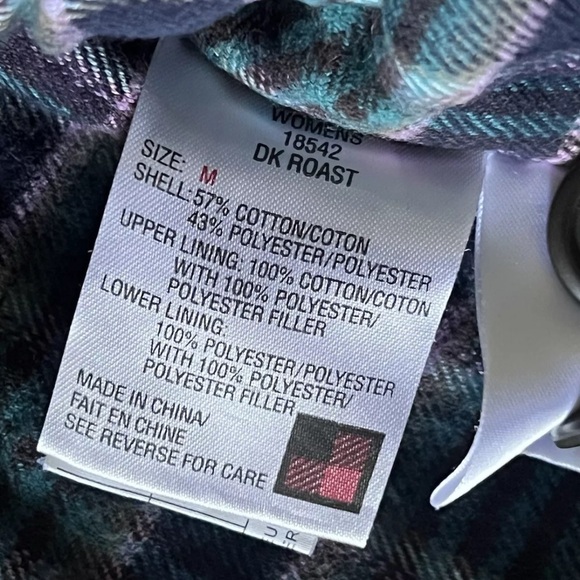 WOMENS
18542
DK ROAST
SIZE: M
SHELL: 57% COTTON/COTON
43% POLYESTER/POLYESTER
UPPER LINING: 100% COTTON/COTON
WITH 100% POLYESTER/
POLYESTER FILLER
LOWER LINING:
100% POLYESTER/POLYESTER
WITH 100% POLYESTER/
POLYESTER FILLER
MADE IN CHINA/
FAIT EN CHINE
SEE REVERSE FOR CARE